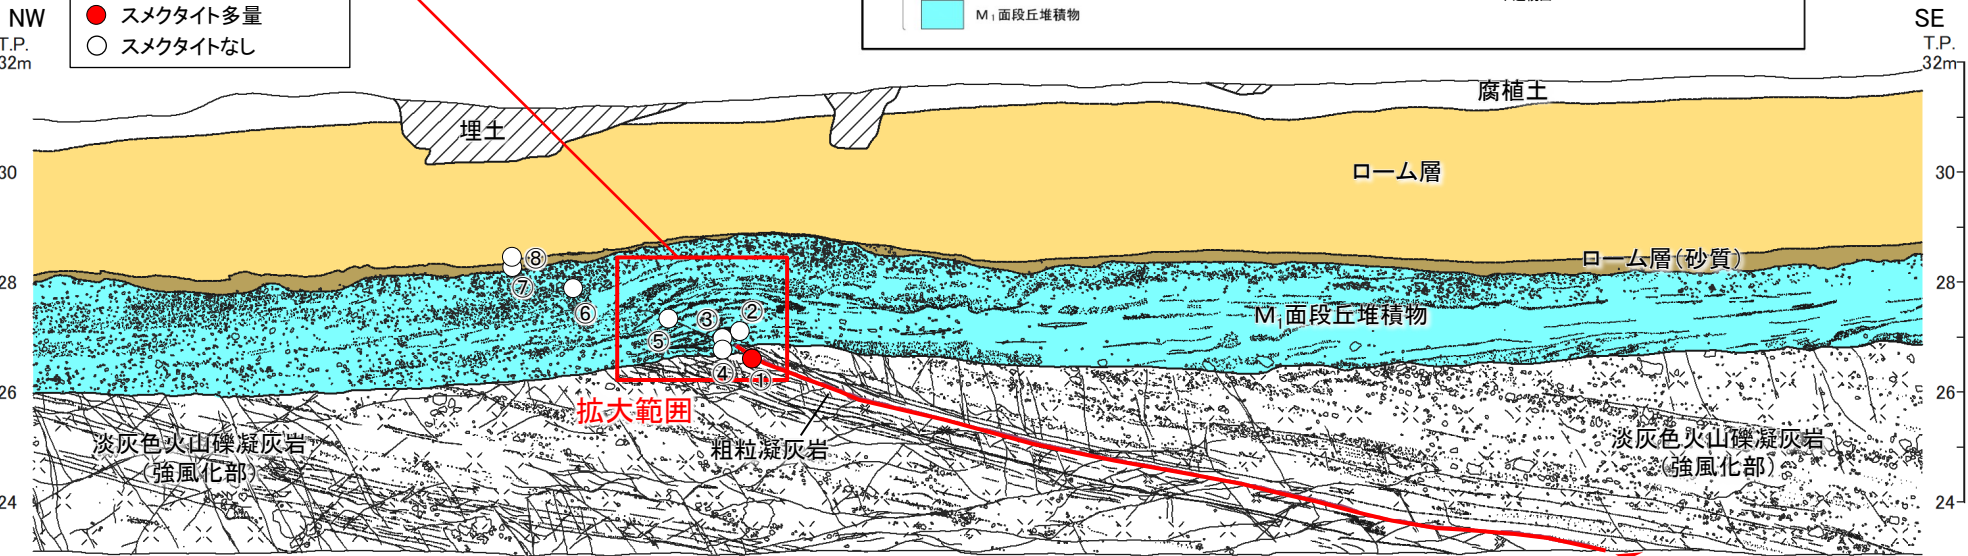 NW
T.P.
32m
スメクタイト多量
スメクタイトなし
M₁面段丘堆積物
SE
T.P.
32m
腐植土
埋土
30
ローム層
30
⑧
ローム層(砂質)
28
⑦
28
⑥
②
③
M₁面段丘堆積物
⑤
④
①
26
拡大範囲
26
淡灰色火山礫凝灰岩
(強風化部)
粗粒凝灰岩
淡灰色火山礫凝灰岩
(強風化部)
24
24